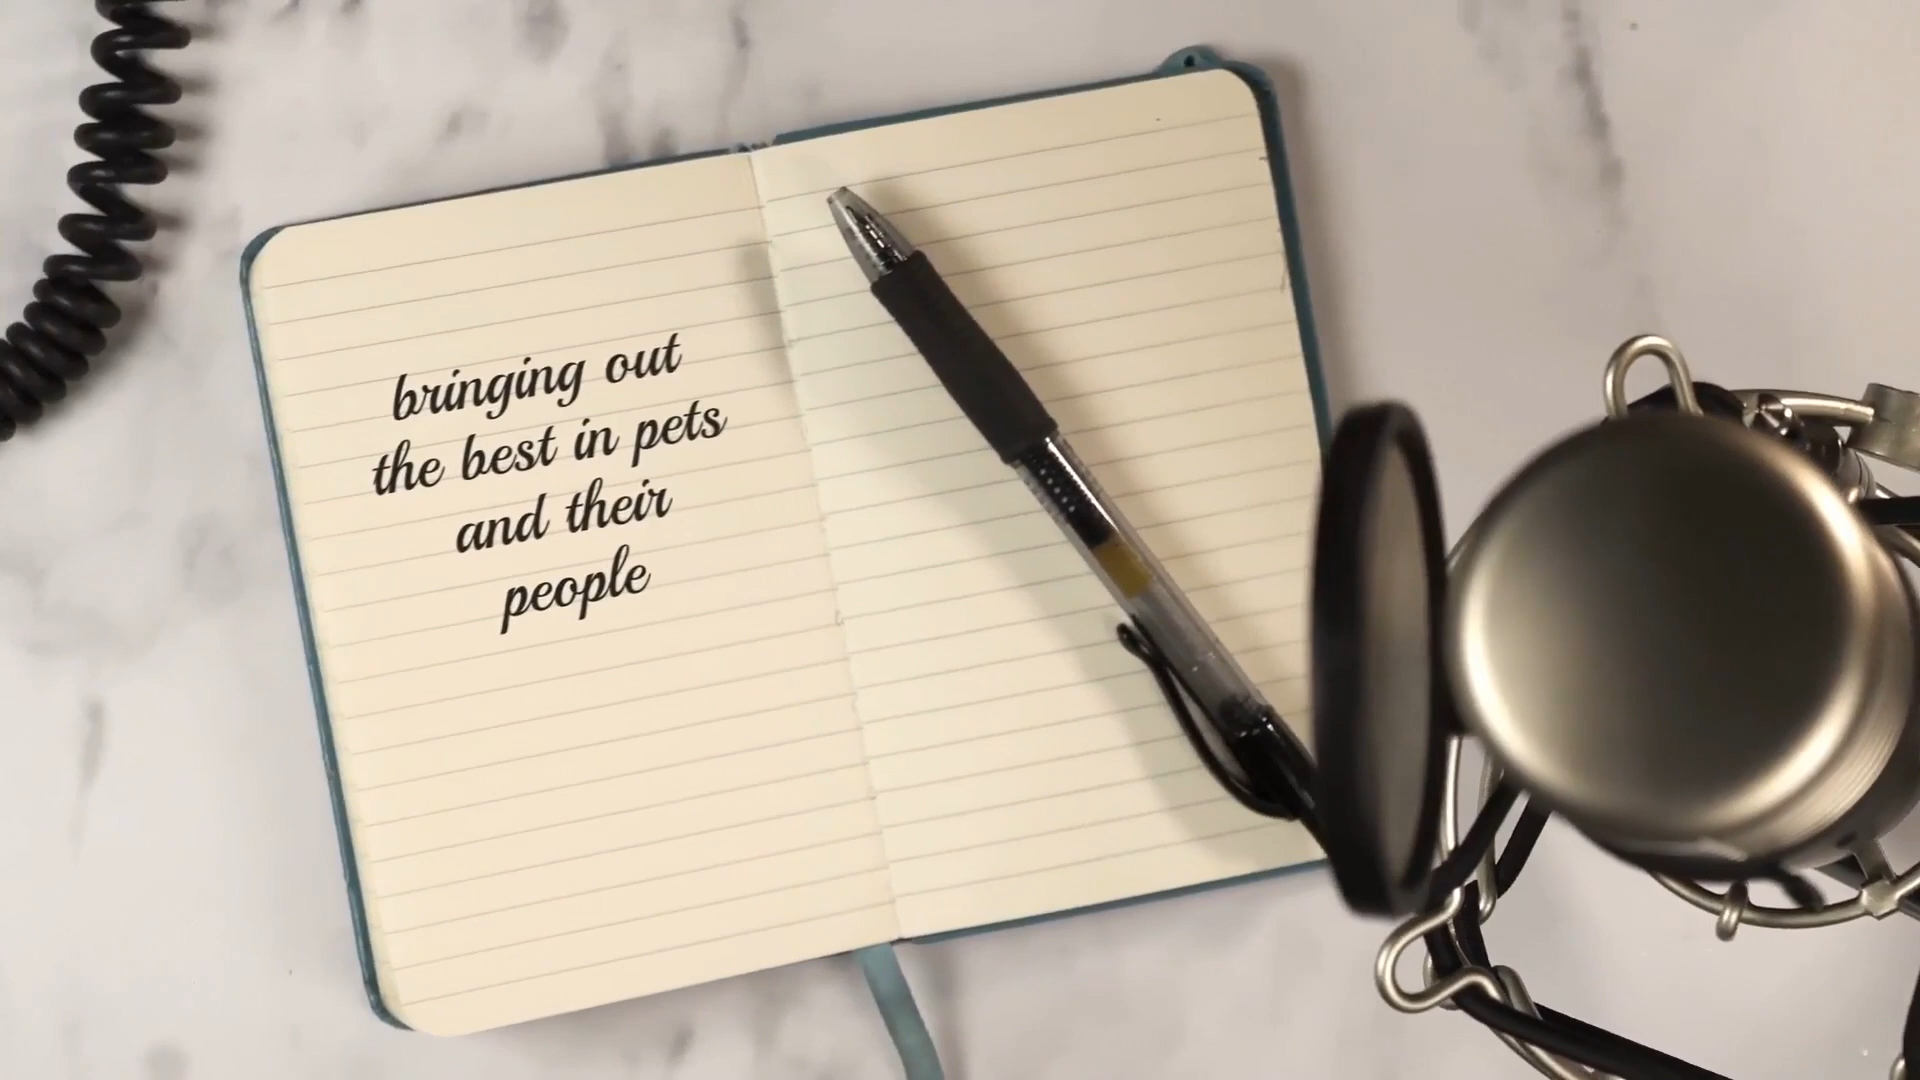 bringing out
the best in pets
and their
people